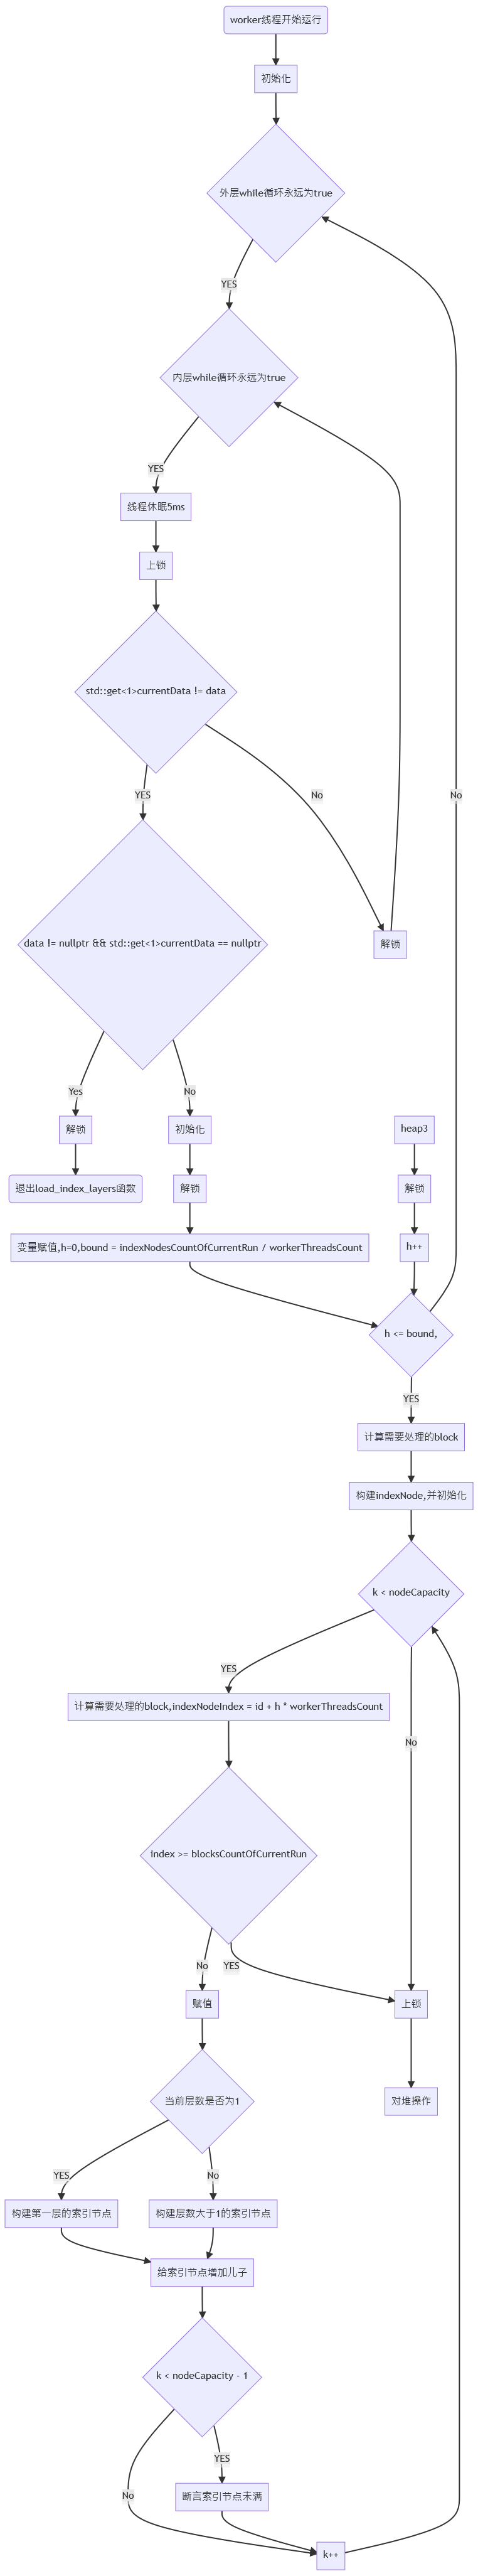 worker线程开始运行
初始化
外层while循环永远为true
YES
内层while循环永远为true
YES
线程休眠5ms
上锁
std::get<1>currentData != data
YES
No
No
data != nullptr && std::get<1>currentData == nullptr
解锁
Yes
No
解锁
初始化
heap3
退出load_index_layers函数
解锁
解锁
变量赋值,h=0,bound = indexNodesCountOfCurrentRun / workerThreadsCount
h++
h <= bound,
YES
计算需要处理的block
构建indexNode,并初始化
k < nodeCapacity
YES
计算需要处理的block,indexNodeIndex = id + h * workerThreadsCount
No
index >= blocksCountOfCurrentRun
No
YES
赋值
上锁
当前层数是否为1
对堆操作
YES
No
构建第一层的索引节点
构建层数大于1的索引节点
给索引节点增加儿子
k < nodeCapacity - 1
YES
No
断言索引节点未满
k++